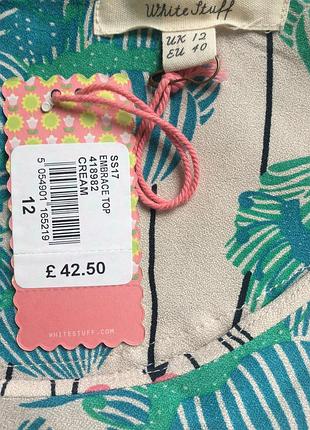 White Stuff
UK 12
EU 40
SS17
EMBRACE TOP
418982
CREAM
5 054901 165219
12
£ 42.50
WHITESTUFF.COM